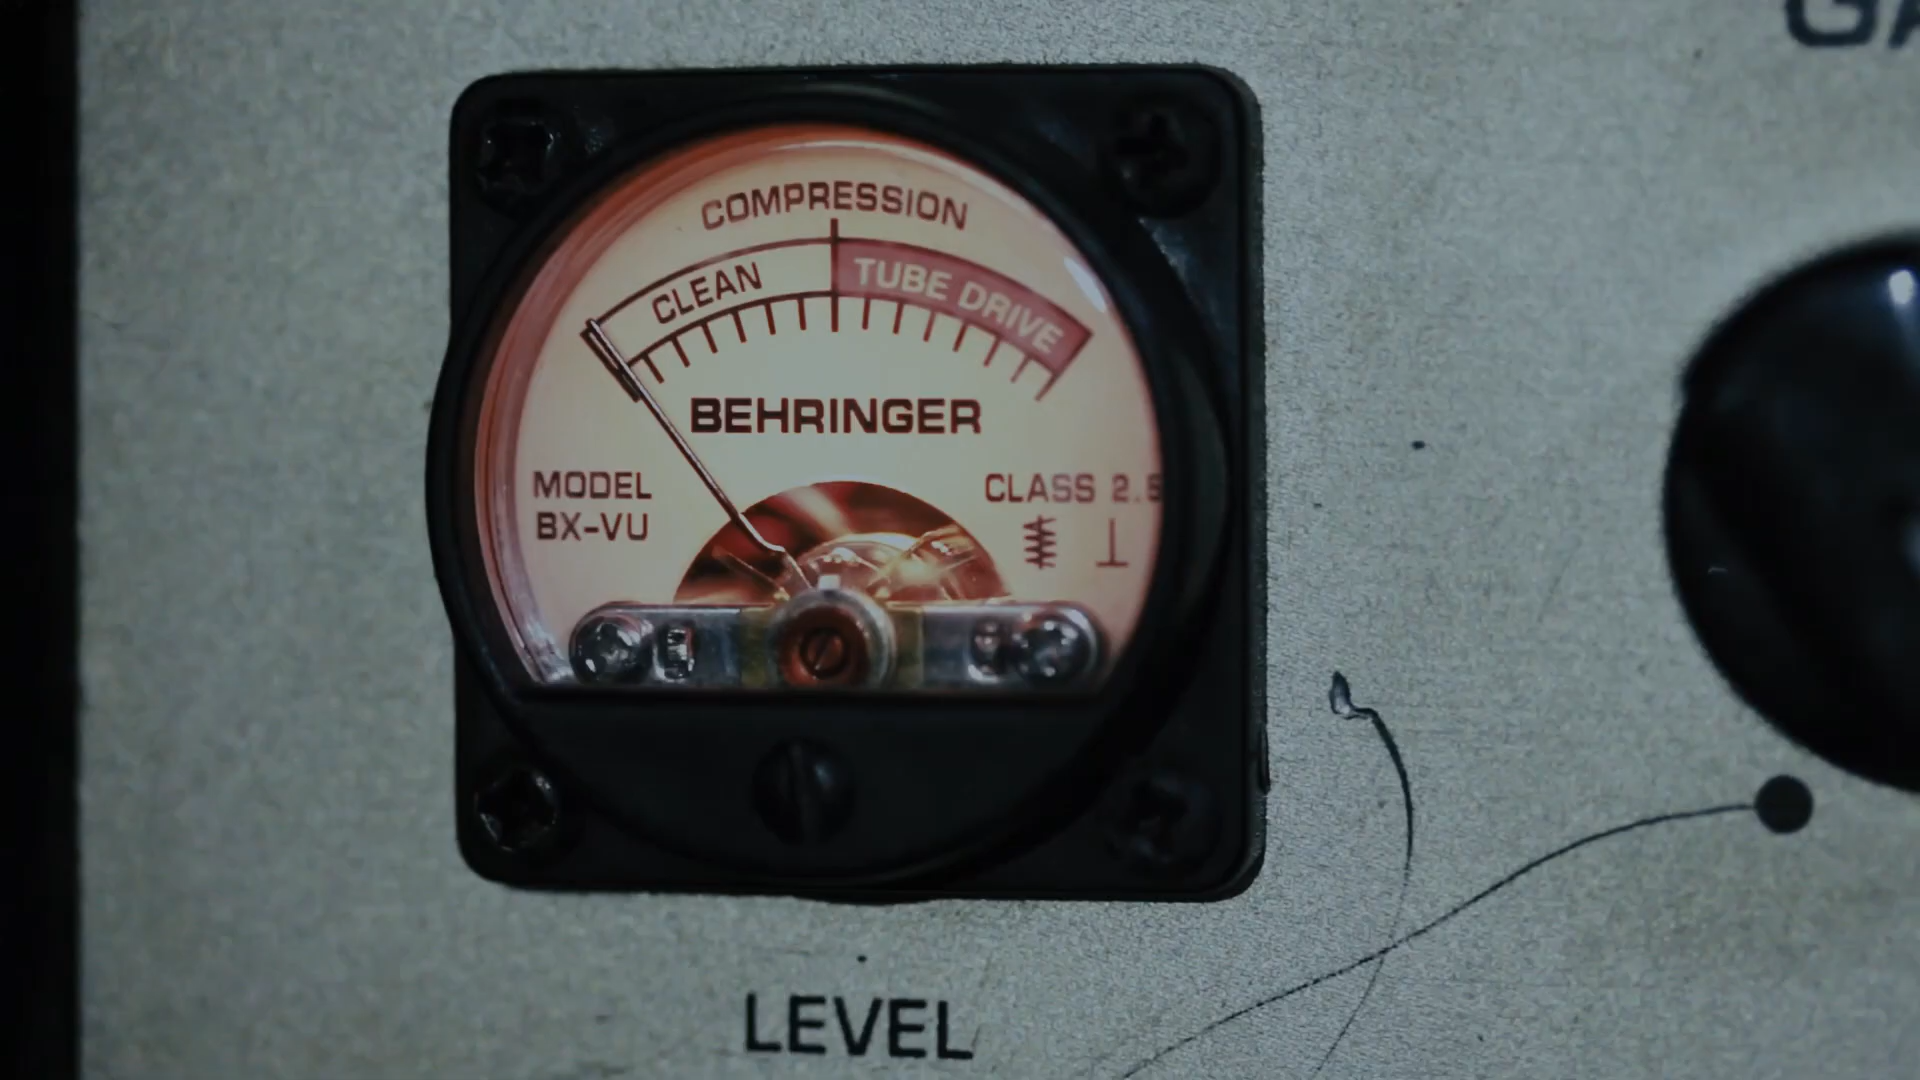 COMPRESSION
CLEAN
TUBE DRIVE
BEHRINGER
MODEL
BX-VU
CLASS 2.5
LEVEL